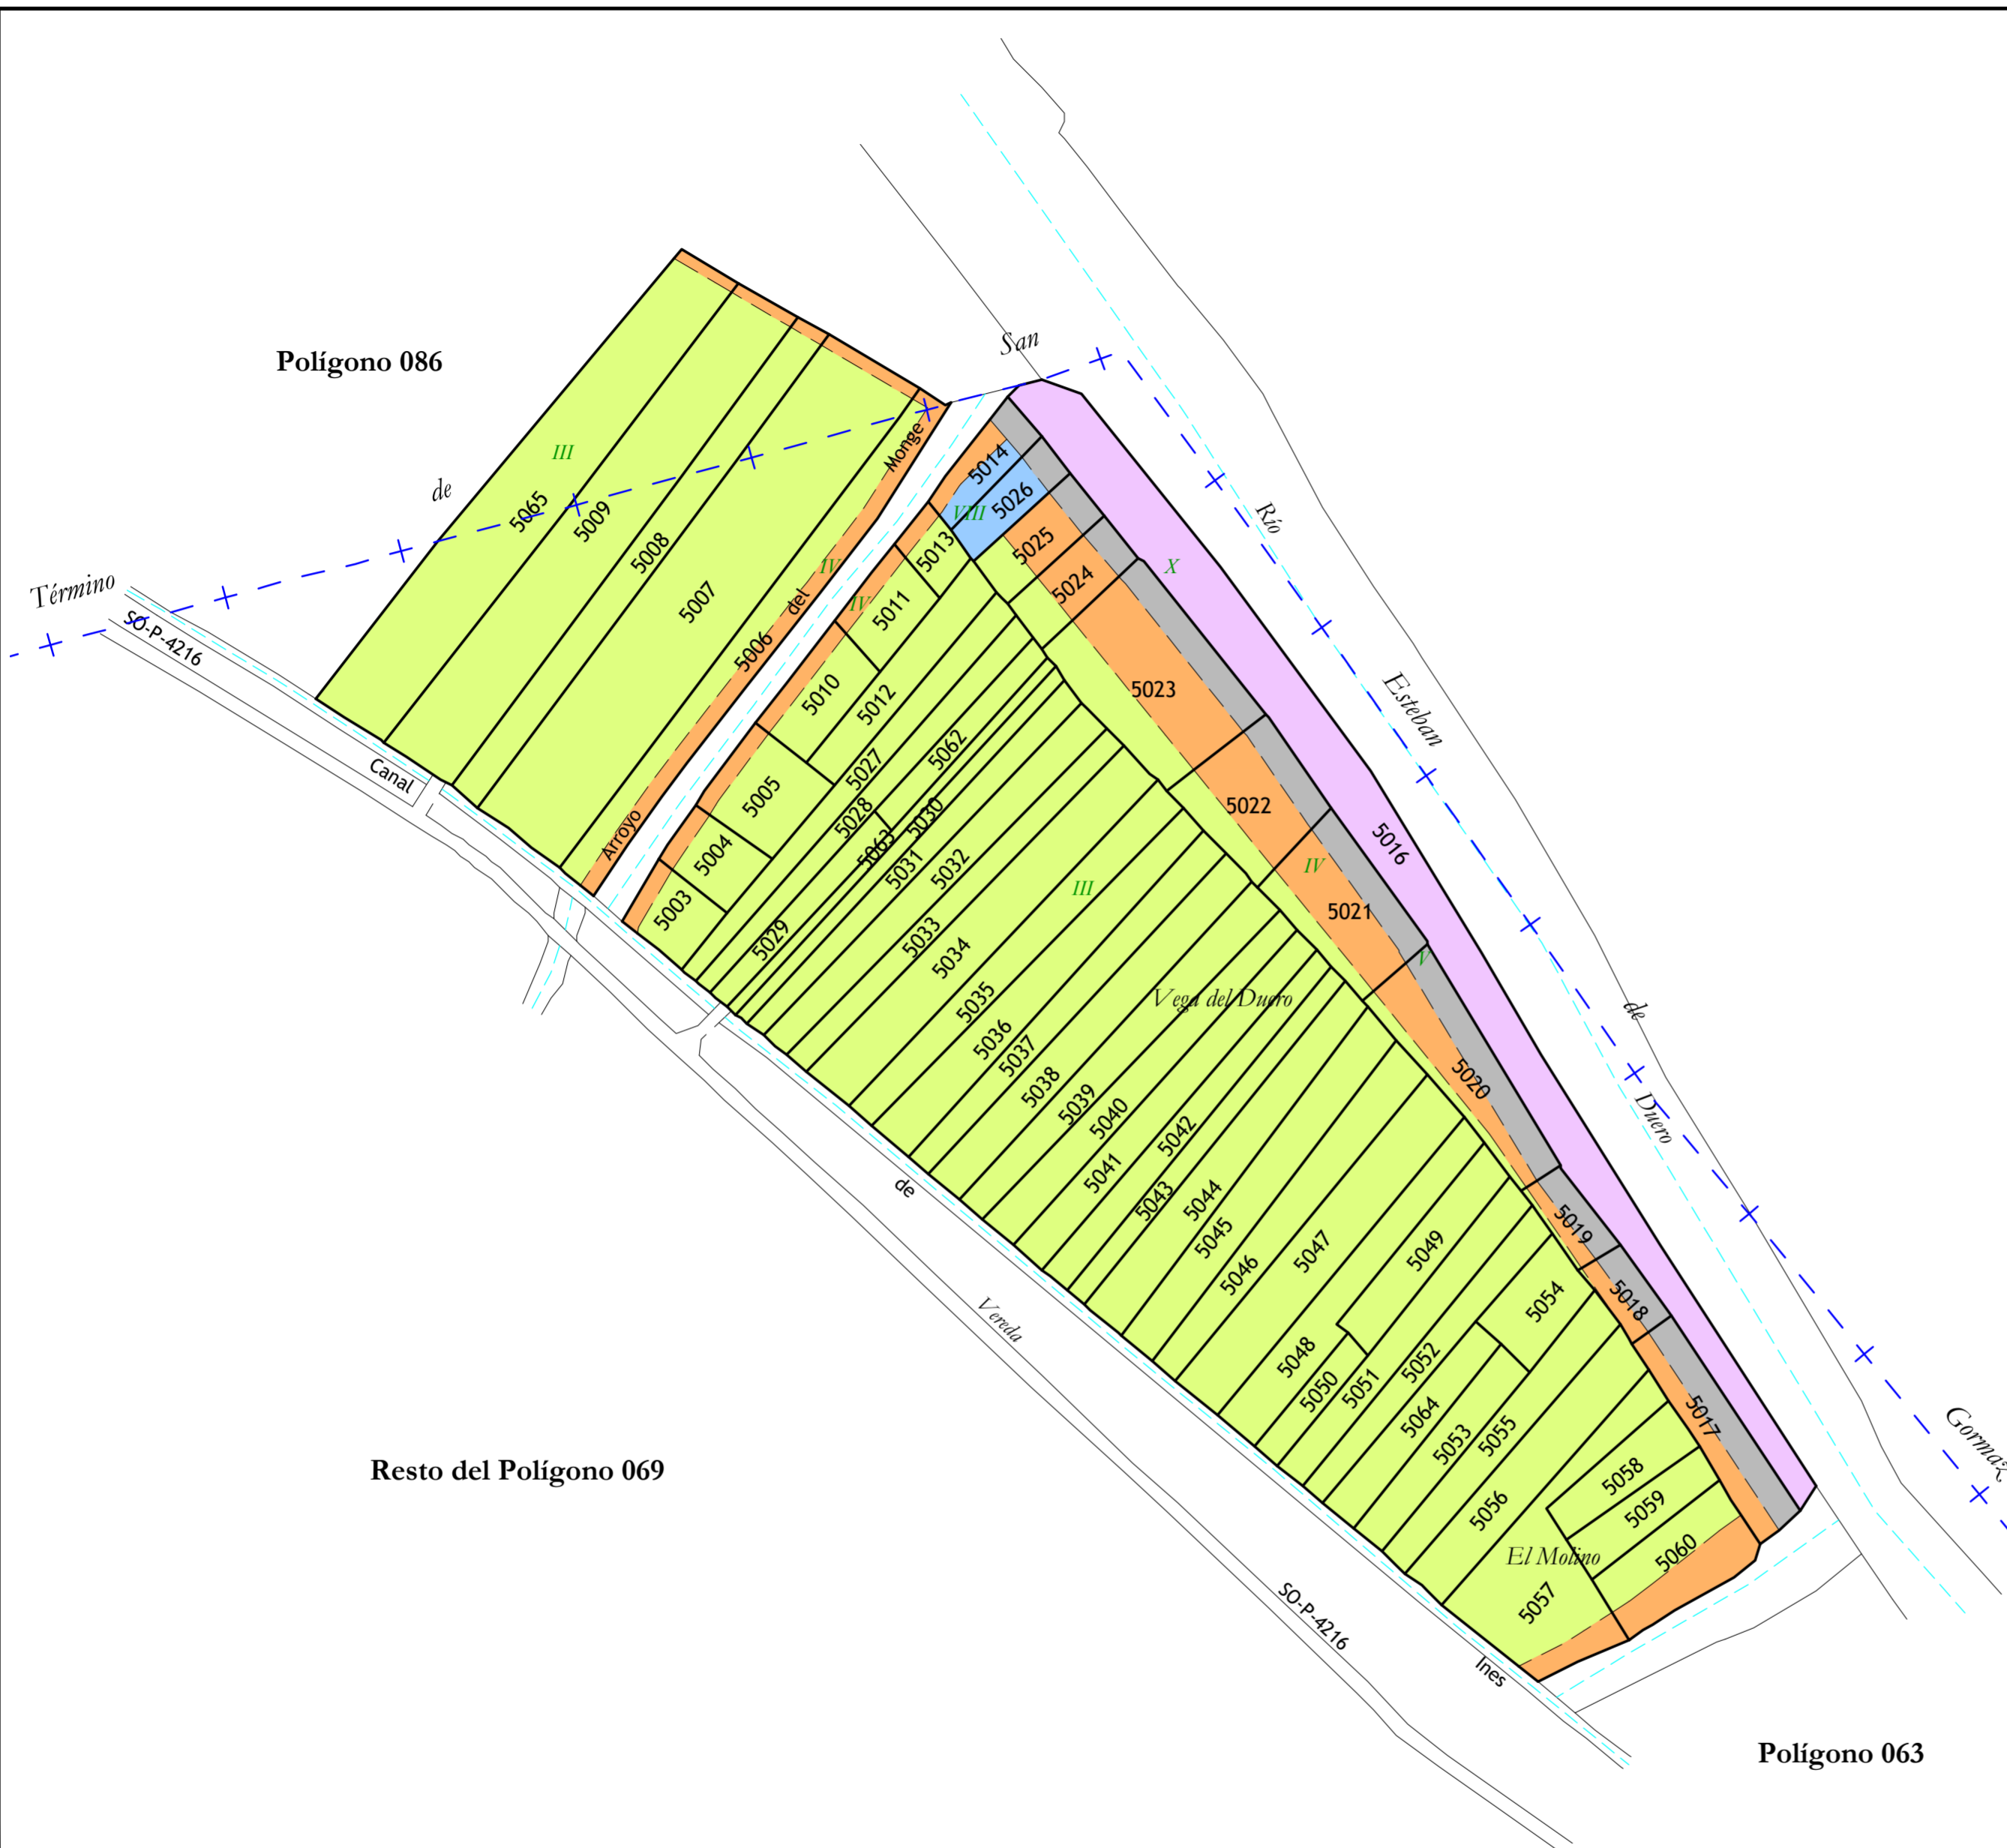 San
Polígono 086
Monge
5014
III
de
5065
5009
5026
VIII
Río
5025
5013
5008
IV
X
5024
Término
5007
del
IV
5011
SO-P-4216
5006
5010
5012
5023
Esteban
Canal
5005
5027
5062
5022
5028
5030
Arroyo
5004
5063
5031
5032
5016
IV
III
5003
5021
5029
5033
5034
V
5035
Vega del Duero
de
5036
5037
5020
5038
5039
5040
Duero
5042
5041
de
5043
5044
5045
5019
5047
5049
5046
Vereda
5018
5054
5048
5052
5050
5051
5064
5053
5055
5017
Gormaz
Resto del Polígono 069
5058
5056
5059
El Molino
5060
5057
SO-P-4216
Ines
Polígono 063